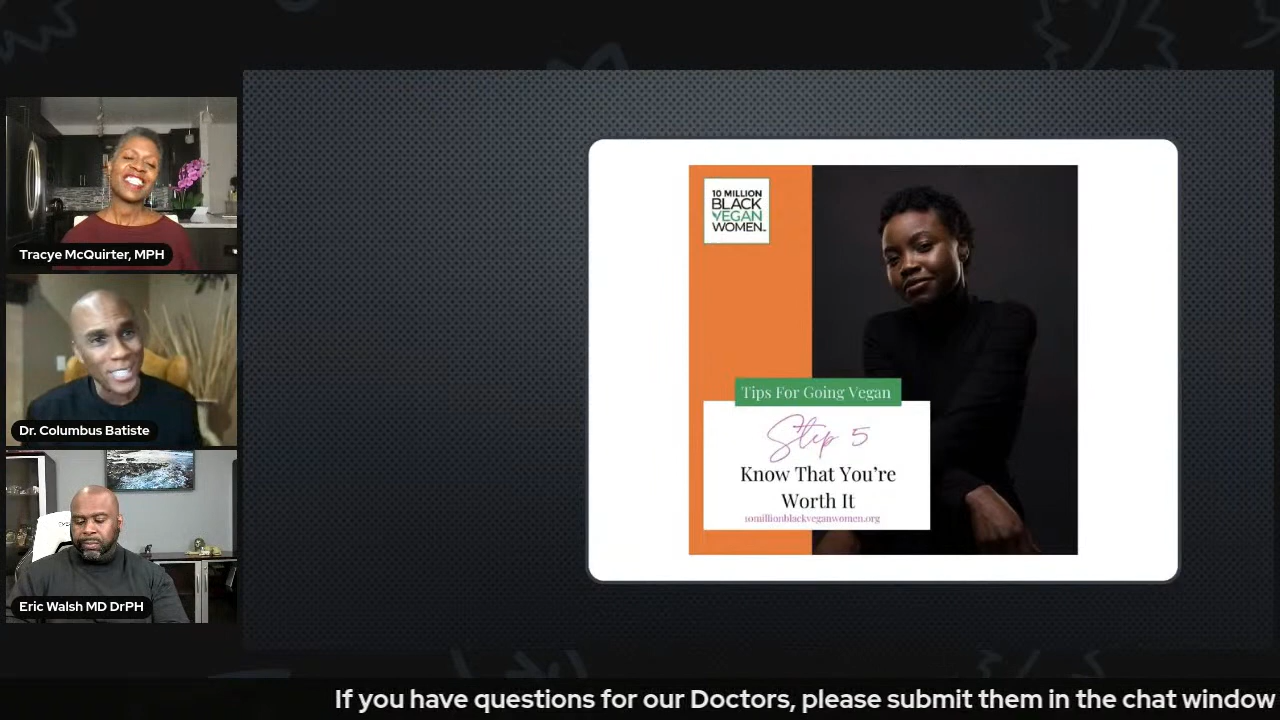 Tracye McQuirter, MPH
Dr. Columbus Batiste
Eric Walsh MD DrPH
10 MILLION
BLACK
VEGAN
WOMEN
Tips For Going Vegan
Step 5
Know That You're
Worth It
10millionblackveganwomen.org
If you have questions for our Doctors, please submit them in the chat window